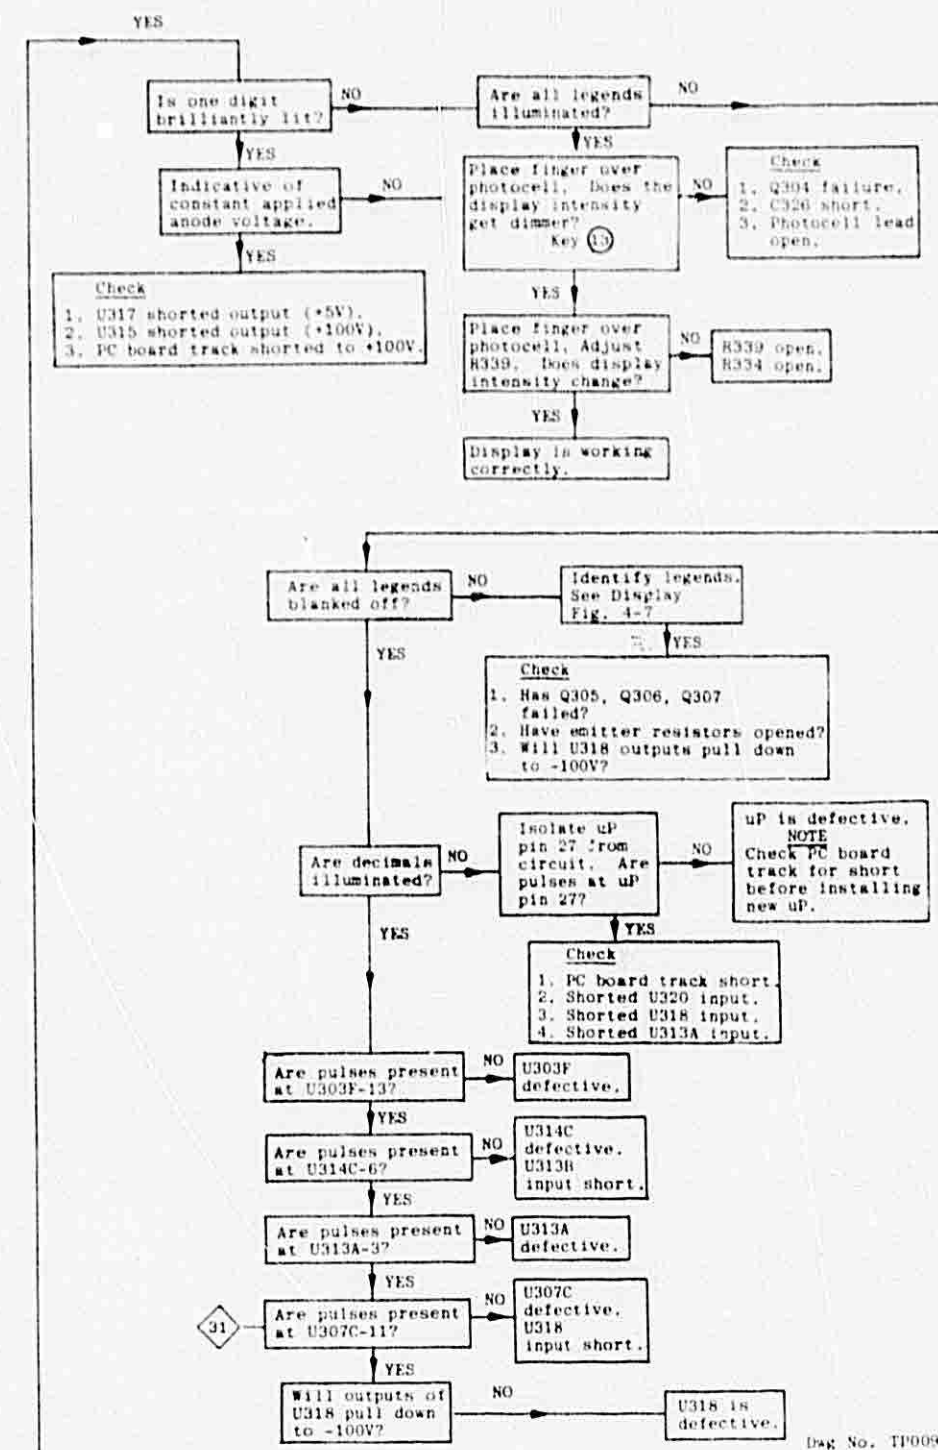 YES
Is one digit
brilliantly lit?
NO
Are all legends
illuminated?
NO
YES
YES
Indicative of
constant applied
anode voltage.
NO
Place finger over
photocell. Does the
display intensity
get dimmer?
Key 13
NO
Check
1. Q304 failure.
2. C326 short.
3. Photocell lead
open.
YES
Check
1. U317 shorted output (+5V).
2. U315 shorted output (+100V).
3. PC board track shorted to +100V.
YES
Place finger over
photocell. Adjust
R339. Does display
intensity change?
NO
R339 open.
R334 open.
YES
Display is working
correctly.
Are all legends
blanked off?
NO
Identify legends.
See Display
Fig. 4-7
YES
YES
Check
1. Has Q305, Q306, Q307
failed?
2. Have emitter resistors opened?
3. Will U318 outputs pull down
to -100V?
Are decimals
illuminated?
NO
Isolate uP
pin 27 from
circuit. Are
pulses at uP
pin 27?
NO
uP is defective.
NOTE
Check PC board
track for short
before installing
new uP.
YES
YES
Check
1. PC board track short.
2. Shorted U320 input.
3. Shorted U318 input.
4. Shorted U313A input.
Are pulses present
at U303F-13?
NO
U303F
defective.
YES
Are pulses present
at U314C-6?
NO
U314C
defective.
U313B
input short.
YES
Are pulses present
at U313A-3?
NO
U313A
defective.
YES
31
Are pulses present
at U307C-11?
NO
U307C
defective.
U318
input short.
YES
Will outputs of
U318 pull down
to -100V?
NO
U318 is
defective.
Dwg No. TP009